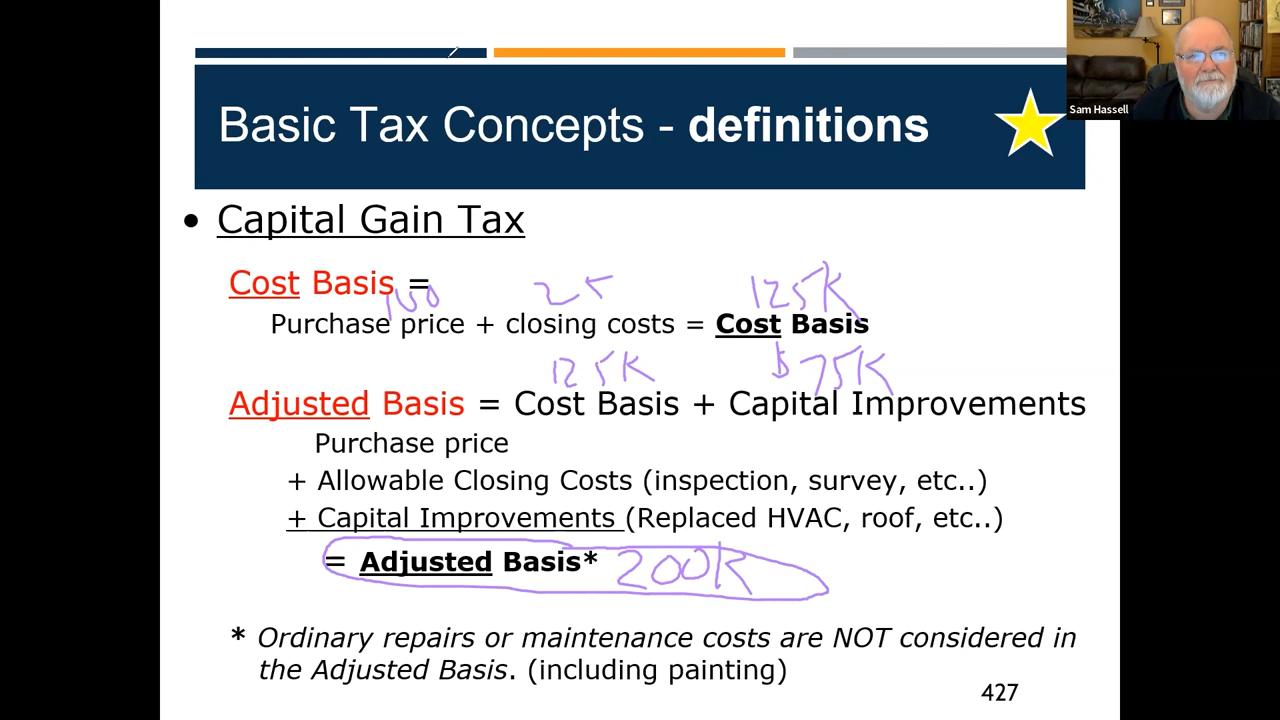 Sam Hassell
Basic Tax Concepts - definitions
• Capital Gain Tax
Cost Basis =
100 25 125K
Purchase price + closing costs = Cost Basis
125K $75K
Adjusted Basis = Cost Basis + Capital Improvements
Purchase price
+ Allowable Closing Costs (inspection, survey, etc..)
+ Capital Improvements (Replaced HVAC, roof, etc..)
= Adjusted Basis* 200K
* Ordinary repairs or maintenance costs are NOT considered in
the Adjusted Basis. (including painting)
427